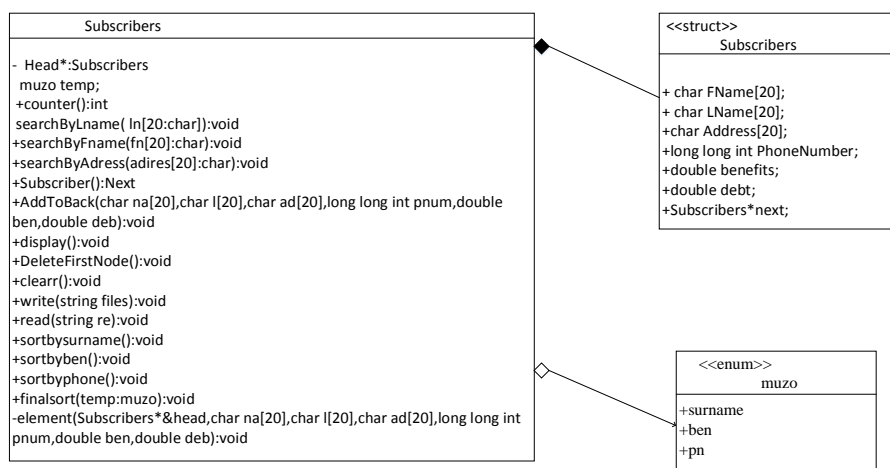 Subscribers
- Head*:Subscribers
muzo temp;
+counter():int
searchByLname( ln[20:char]):void
+searchByFname(fn[20]:char):void
+searchByAdress(adires[20]:char):void
+Subscriber():Next
+AddToBack(char na[20],char l[20],char ad[20],long long int pnum,double
ben,double deb):void
+display():void
+DeleteFirstNode():void
+clearr():void
+write(string files):void
+read(string re):void
+sortbysurname():void
+sortbyben():void
+sortbyphone():void
+finalsort(temp:muzo):void
-element(Subscribers*&head,char na[20],char l[20],char ad[20],long long int
pnum,double ben,double deb):void
<<struct>>
Subscribers
+ char FName[20];
+ char LName[20];
+char Address[20];
+long long int PhoneNumber;
+double benefits;
+double debt;
+Subscribers*next;
<<enum>>
muzo
+surname
+ben
+pn